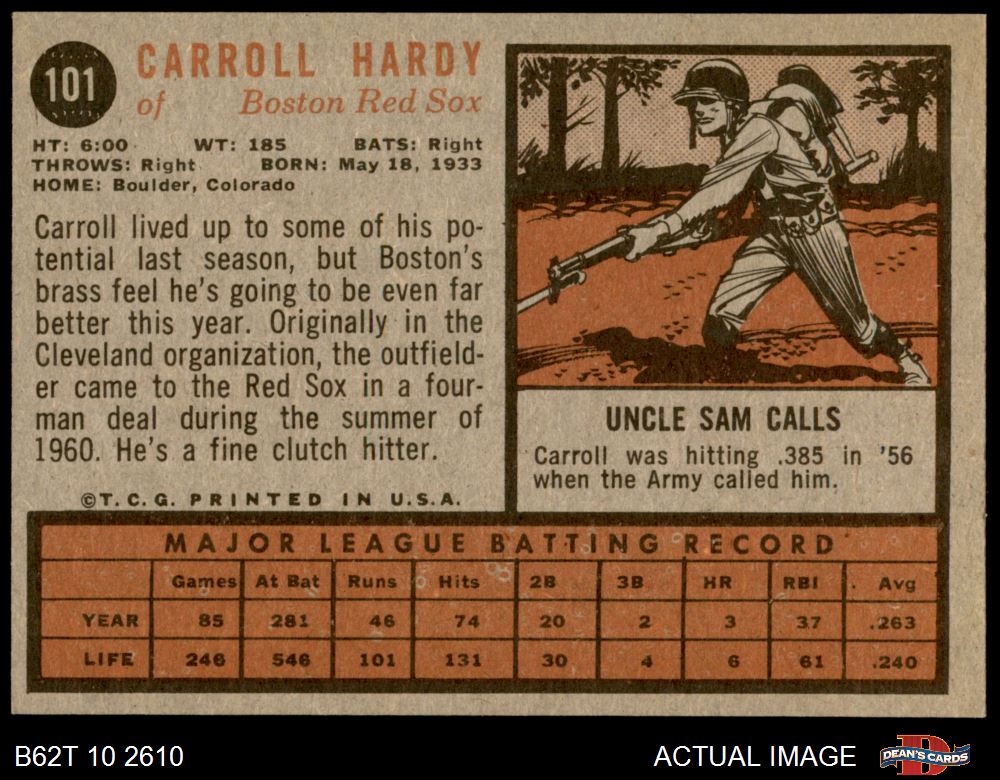 101
CARROLL HARDY
of Boston Red Sox
HT: 6:00 WT: 185 BATS: Right
THROWS: Right BORN: May 18, 1933
HOME: Boulder, Colorado
Carroll lived up to some of his po-
tential last season, but Boston's
brass feel he's going to be even far
better this year. Originally in the
Cleveland organization, the outfield-
er came to the Red Sox in a four-
man deal during the summer of
1960. He's a fine clutch hitter.
©T.C.G. PRINTED IN U.S.A.
UNCLE SAM CALLS
Carroll was hitting .385 in '56
when the Army called him.
MAJOR LEAGUE BATTING RECORD
Games At Bat Runs Hits 2B 3B HR RBI Avg
YEAR 85 281 46 74 20 2 3 37 .263
LIFE 246 546 101 131 30 4 6 61 .240
B62T 10 2610
ACTUAL IMAGE
DEAN'S CARDS